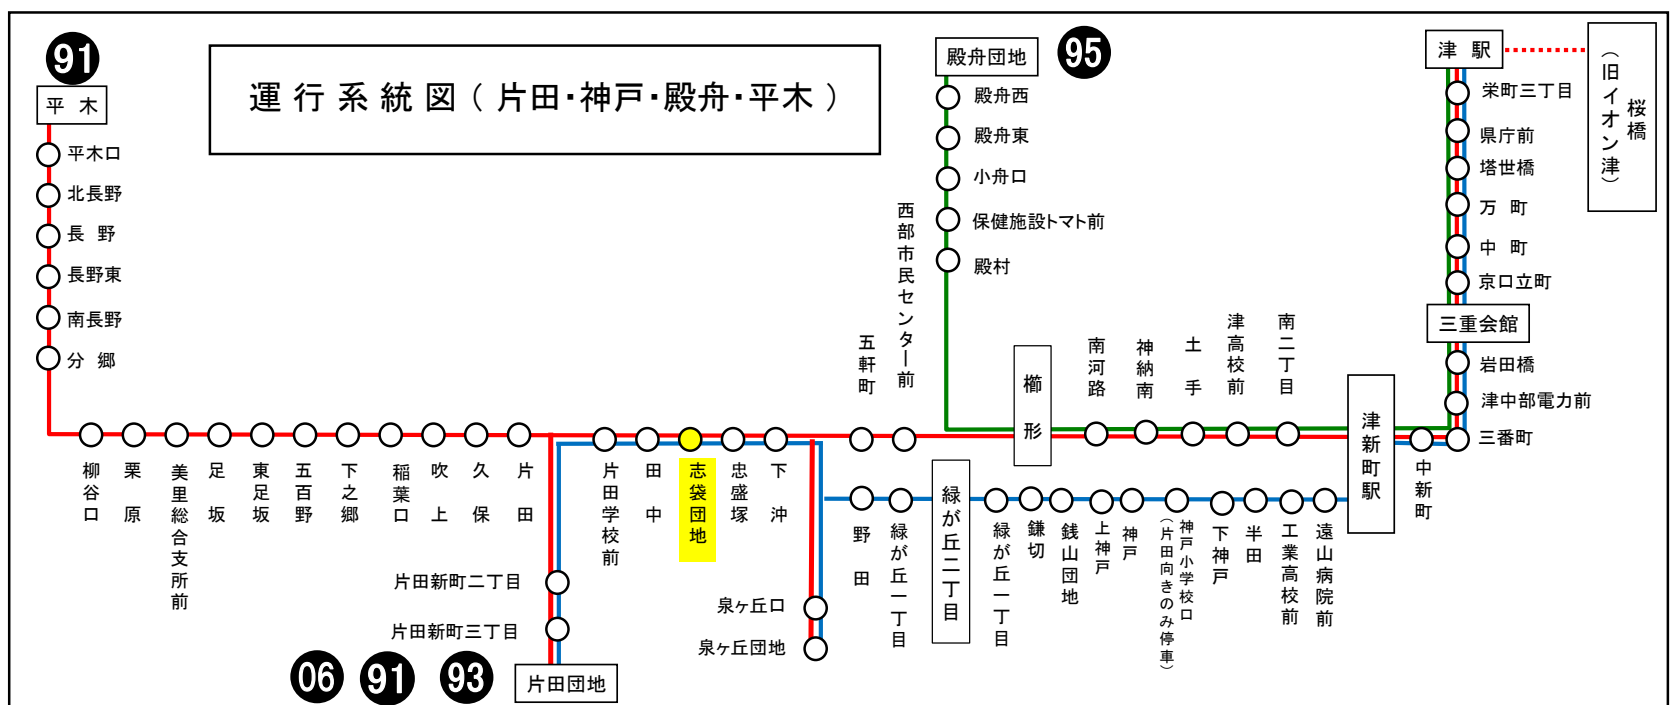 91
平木
平木口
北長野
長野
長野東
南長野
分郷
運行系統図(片田・神戸・殿舟・平木)
殿舟団地
95
殿舟西
殿舟東
小舟口
保健施設トマト前
殿村
津駅
桜橋
(旧イオン津)
栄町三丁目
県庁前
塔世橋
万町
中町
京口立町
三重会館
岩田橋
津中部電力前
三番町
柳谷口
栗原
美里総合支所前
足坂
東足坂
五百野
下之郷
稲葉口
吹上
久保
片田
片田学校前
田中
志袋団地
忠盛塚
下沖
五軒町
西部市民センター前
櫛形
南河路
神納南
土手
津高校前
南二丁目
津新町駅
中新町
野田
緑が丘一丁目
緑が丘二丁目
緑が丘一丁目
鎌切
銭山団地
上神戸
神戸
神戸小学校口
(片田向きのみ停車)
下神戸
半田
工業高校前
遠山病院前
片田新町二丁目
片田新町三丁目
泉ヶ丘口
泉ヶ丘団地
06
91
93
片田団地